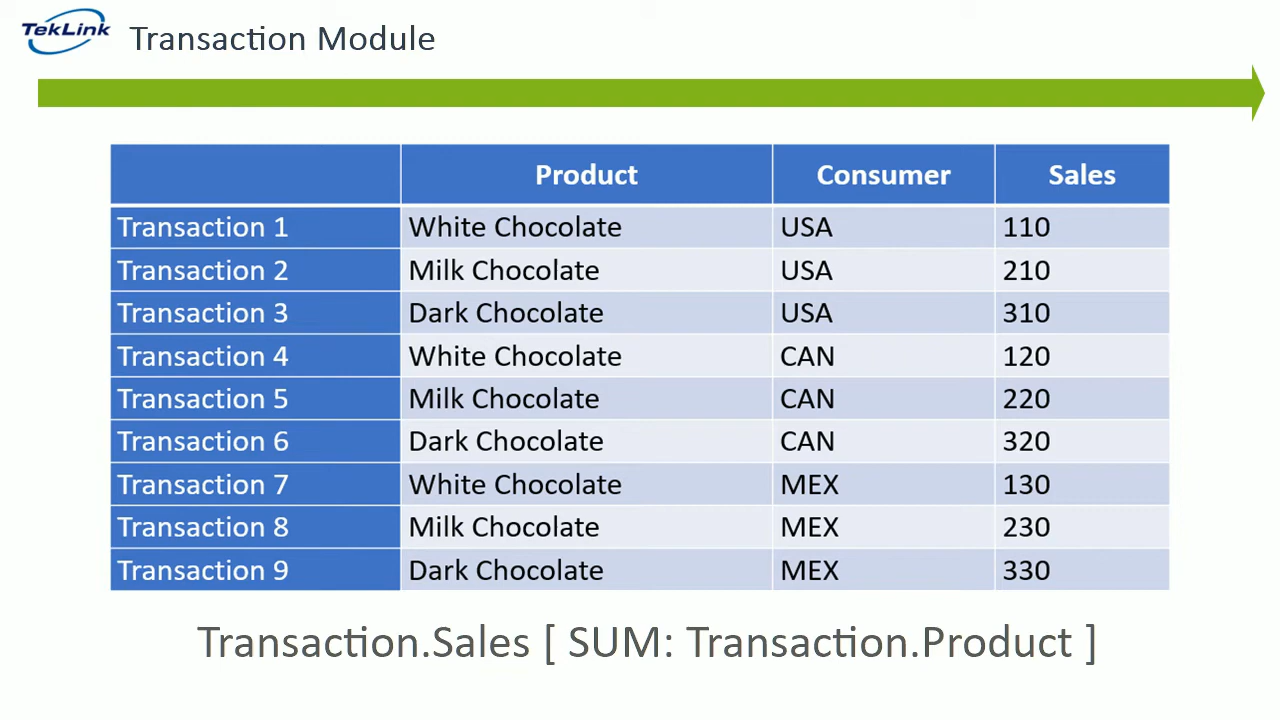 TekLink
Transaction Module
Product Consumer Sales
Transaction 1 White Chocolate USA 110
Transaction 2 Milk Chocolate USA 210
Transaction 3 Dark Chocolate USA 310
Transaction 4 White Chocolate CAN 120
Transaction 5 Milk Chocolate CAN 220
Transaction 6 Dark Chocolate CAN 320
Transaction 7 White Chocolate MEX 130
Transaction 8 Milk Chocolate MEX 230
Transaction 9 Dark Chocolate MEX 330
Transaction.Sales [ SUM: Transaction.Product ]